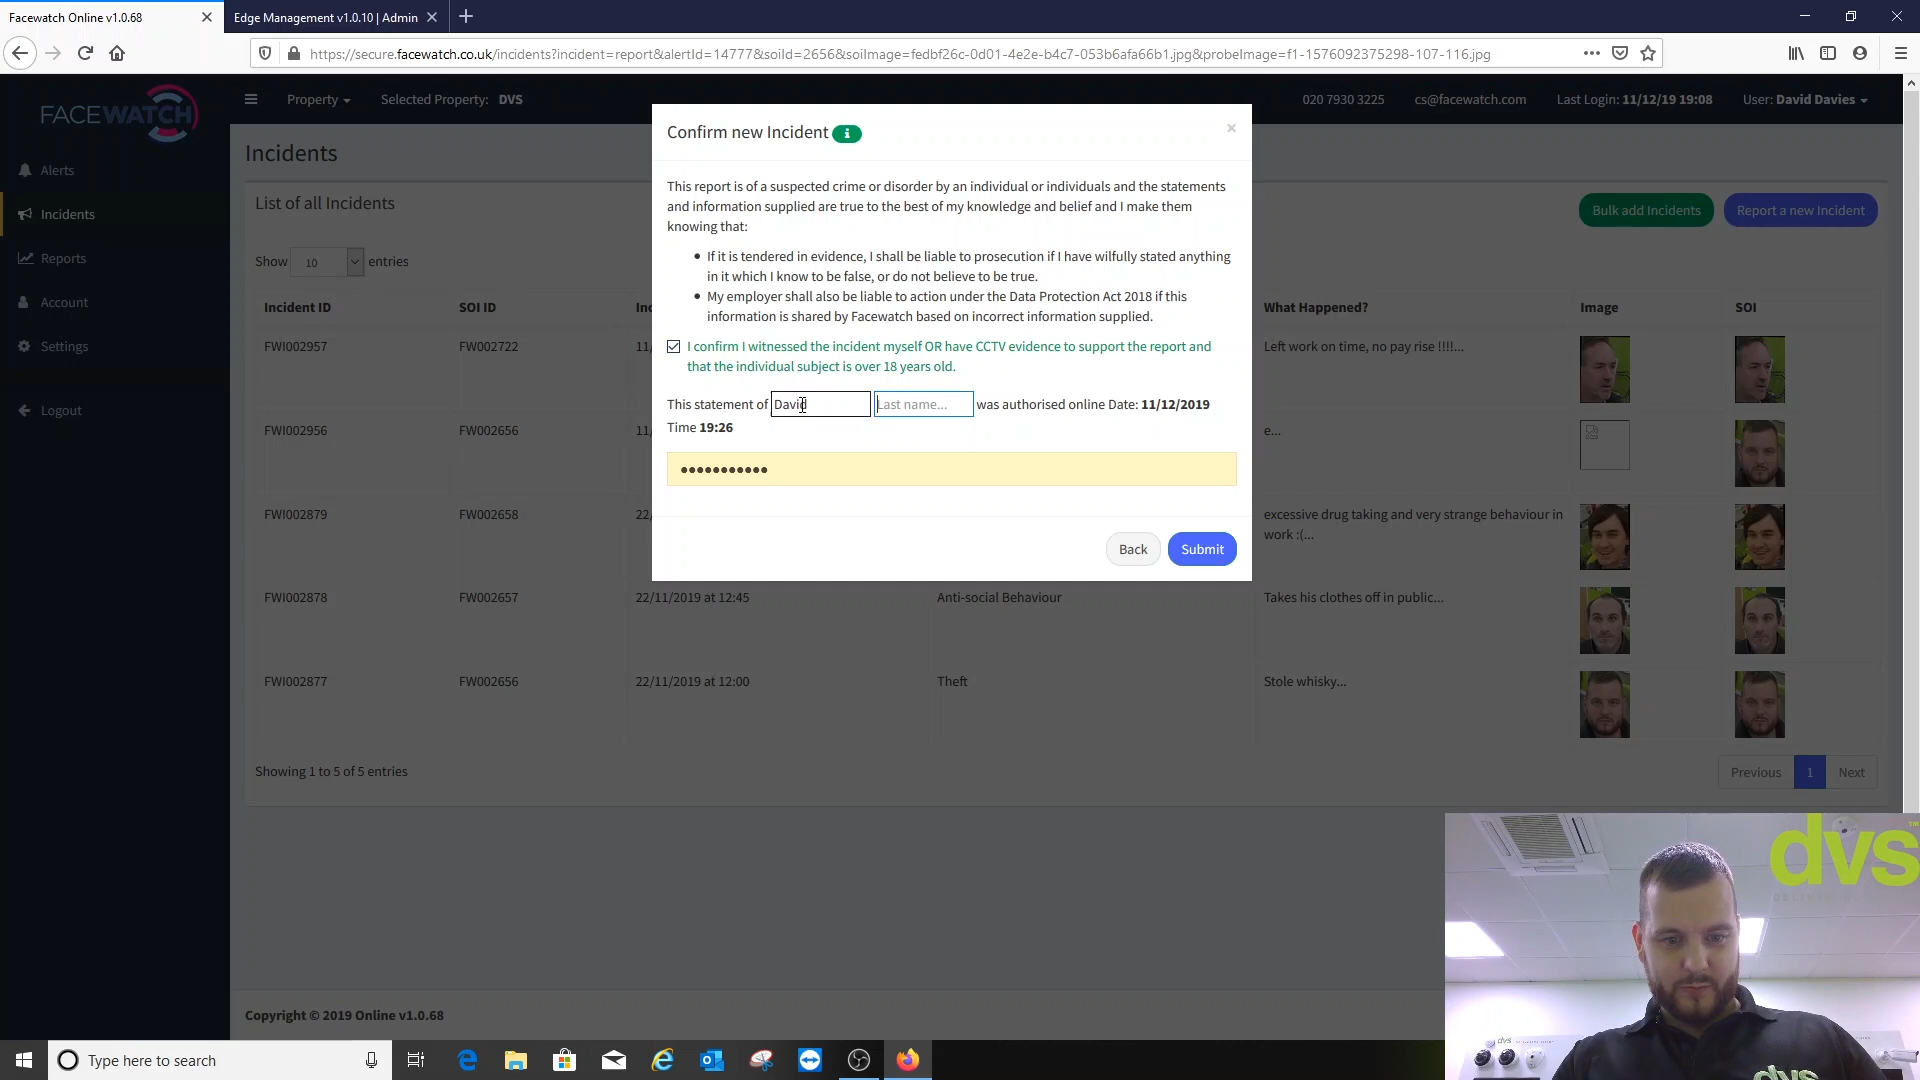 Facewatch Online v1.0.68
Edge Management v1.0.10 | Admin
https://secure.facewatch.co.uk/incidents?incident=report&alertId=14777&soiId=2656&soiImage=fedbf26c-0d01-4e2e-b4c7-053b6afa66b1.jpg&probeImage=f1-1576092375298-107-116.jpg
FACEWATCH
Property
Selected Property: DVS
020 7930 3225
cs@facewatch.com
Last Login: 11/12/19 19:08
User: David Davies
Alerts
Incidents
Reports
Account
Settings
Logout
Incidents
List of all Incidents
Bulk add Incidents
Report a new Incident
Show 10 entries
Incident ID SOI ID What Happened? Image SOI
FWI002957 FW002722 11/ Left work on time, no pay rise !!!!...
FWI002956 FW002656 11/ e...
FWI002879 FW002658 22/ excessive drug taking and very strange behaviour in
work :(...
FWI002878 FW002657 22/11/2019 at 12:45 Anti-social Behaviour Takes his clothes off in public...
FWI002877 FW002656 22/11/2019 at 12:00 Theft Stole whisky...
Showing 1 to 5 of 5 entries
Previous 1 Next
Confirm new Incident i
×
This report is of a suspected crime or disorder by an individual or individuals and the statements
and information supplied are true to the best of my knowledge and belief and I make them
knowing that:
• If it is tendered in evidence, I shall be liable to prosecution if I have wilfully stated anything
in it which I know to be false, or do not believe to be true.
• My employer shall also be liable to action under the Data Protection Act 2018 if this
information is shared by Facewatch based on incorrect information supplied.
I confirm I witnessed the incident myself OR have CCTV evidence to support the report and
that the individual subject is over 18 years old.
This statement of David Last name... was authorised online Date: 11/12/2019
Time 19:26
•••••••••••
Back
Submit
Copyright © 2019 Online v1.0.68
dvs™
dvs
dvs
Type here to search